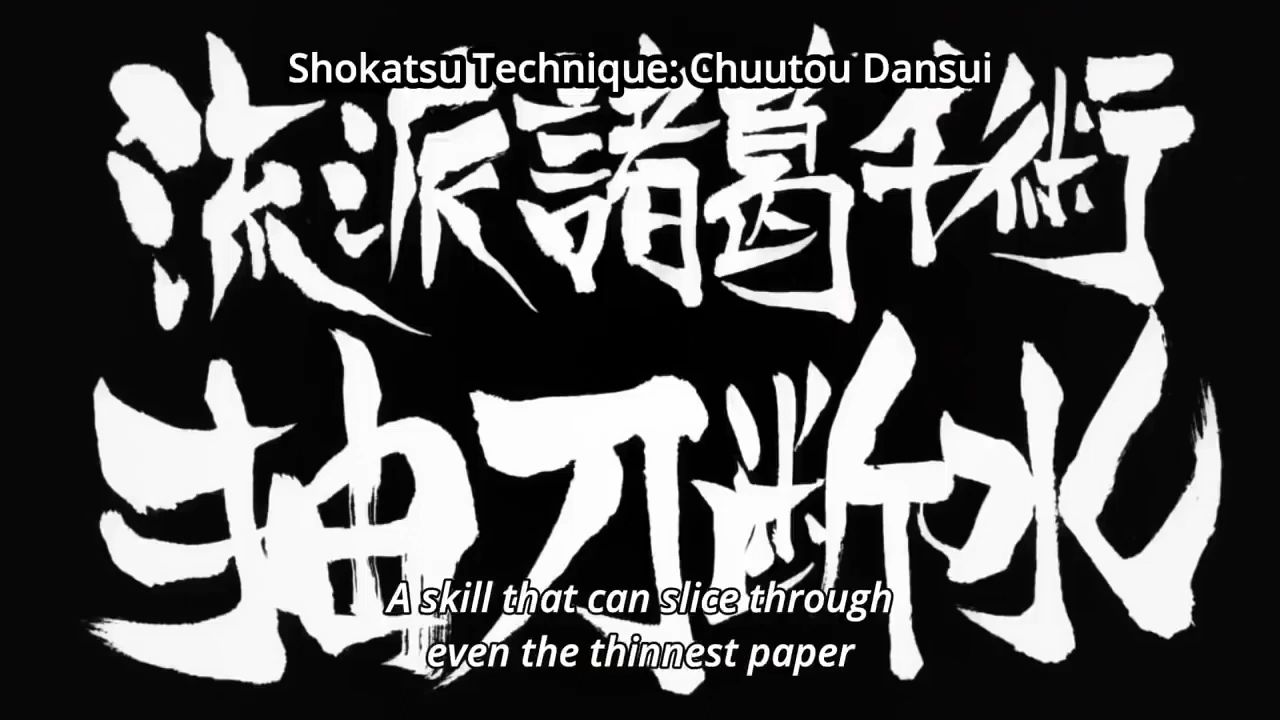 Shokatsu Technique: Chuutou Dansui
流派諸葛千術
抽刀断水
A skill that can slice through
even the thinnest paper